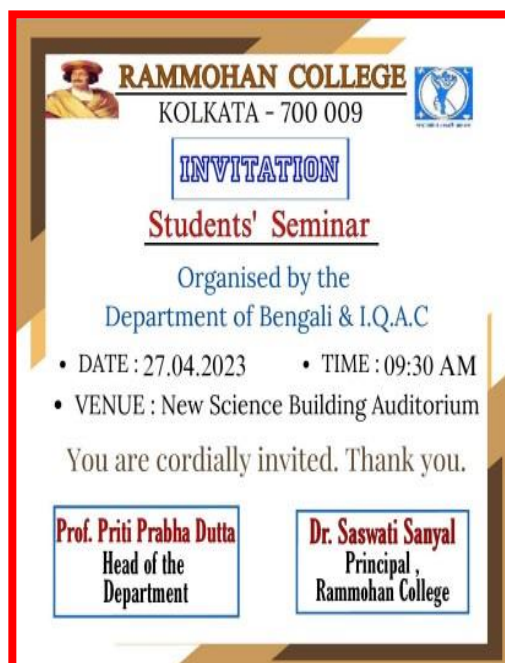 RAMMOHAN COLLEGE
KOLKATA - 700 009
INVITATION
Students' Seminar
Organised by the
Department of Bengali & I.Q.A.C
• DATE : 27.04.2023 • TIME : 09:30 AM
• VENUE : New Science Building Auditorium
You are cordially invited. Thank you.
Prof. Priti Prabha Dutta
Head of the
Department
Dr. Saswati Sanyal
Principal ,
Rammohan College